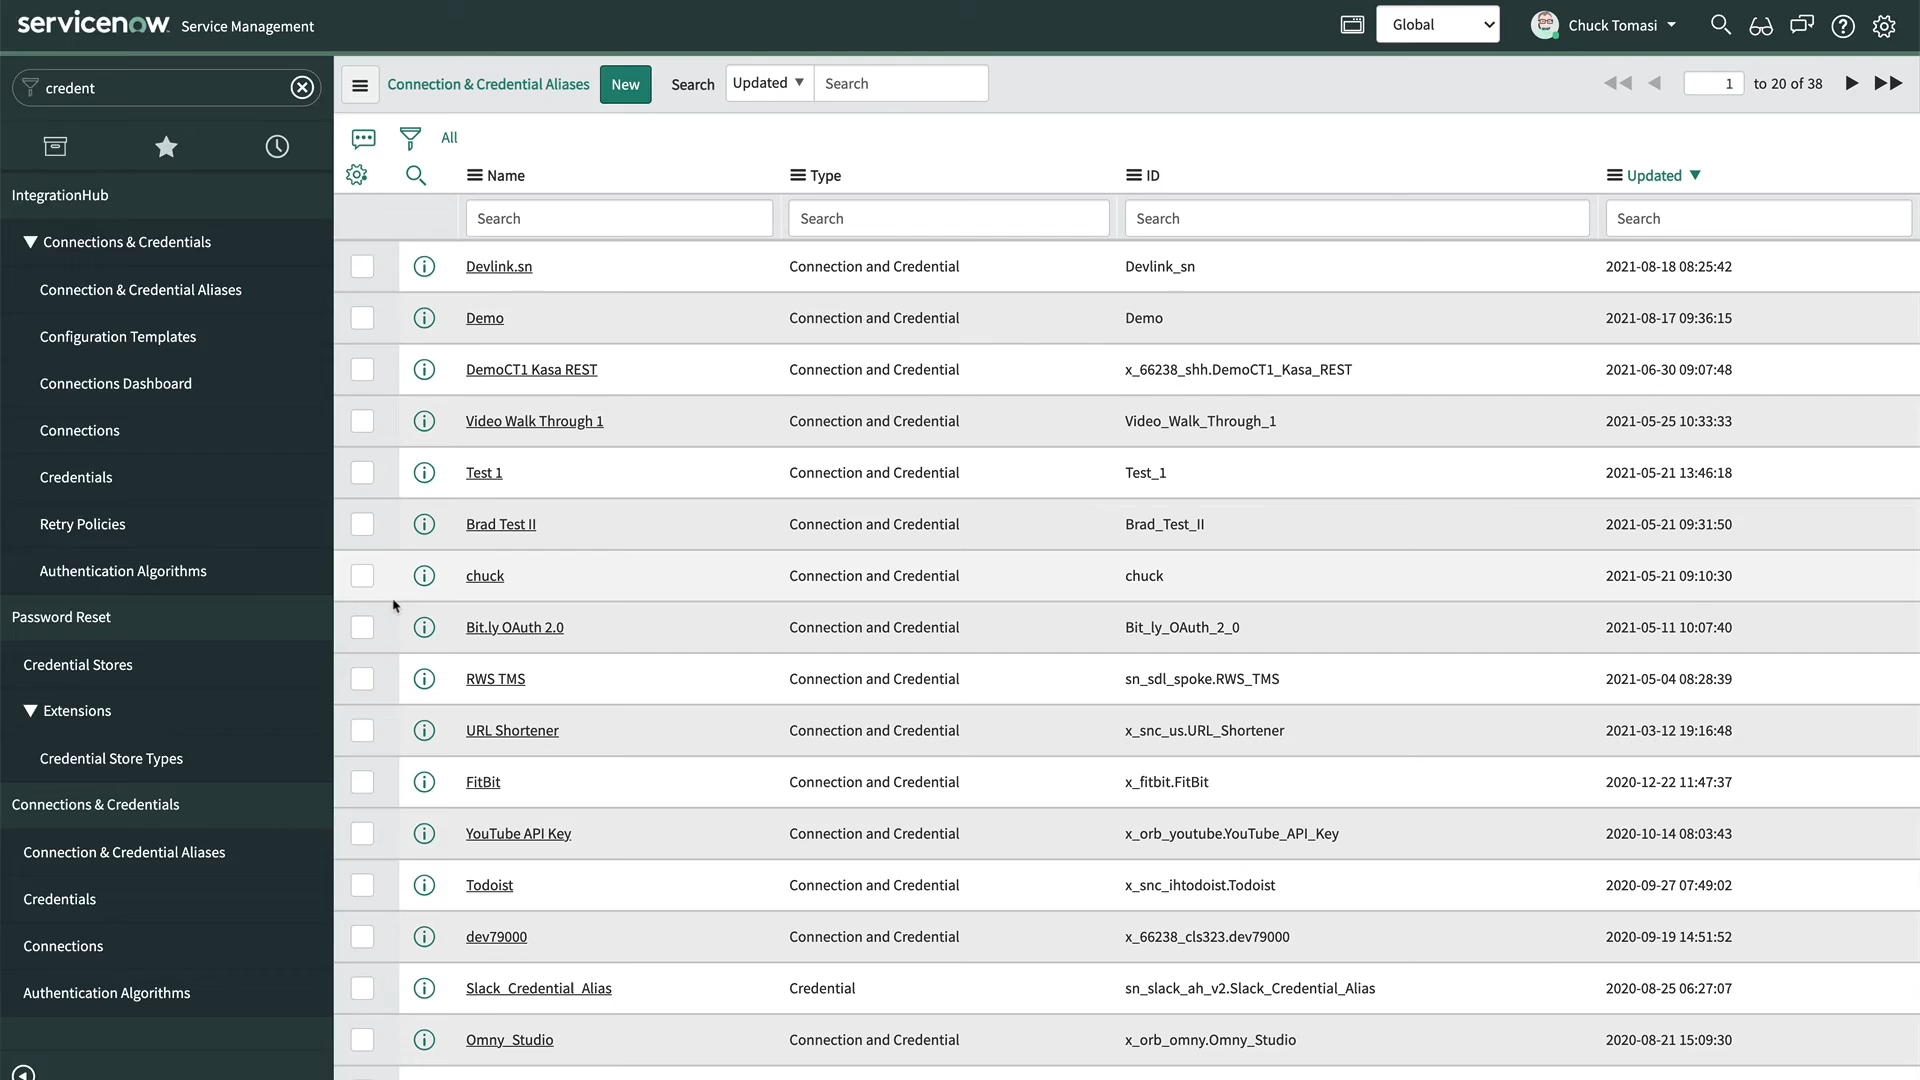 servicenow Service Management
Global
Chuck Tomasi
credent
IntegrationHub
Connections & Credentials
Connection & Credential Aliases
Configuration Templates
Connections Dashboard
Connections
Credentials
Retry Policies
Authentication Algorithms
Password Reset
Credential Stores
Extensions
Credential Store Types
Connections & Credentials
Connection & Credential Aliases
Credentials
Connections
Authentication Algorithms
Connection & Credential Aliases New Search Updated ▼ Search 1 to 20 of 38
All
Name Type ID Updated ▼
Search Search Search Search
Devlink.sn Connection and Credential Devlink_sn 2021-08-18 08:25:42
Demo Connection and Credential Demo 2021-08-17 09:36:15
DemoCT1 Kasa REST Connection and Credential x_66238_shh.DemoCT1_Kasa_REST 2021-06-30 09:07:48
Video Walk Through 1 Connection and Credential Video_Walk_Through_1 2021-05-25 10:33:33
Test 1 Connection and Credential Test_1 2021-05-21 13:46:18
Brad Test II Connection and Credential Brad_Test_II 2021-05-21 09:31:50
chuck Connection and Credential chuck 2021-05-21 09:10:30
Bit.ly OAuth 2.0 Connection and Credential Bit_ly_OAuth_2_0 2021-05-11 10:07:40
RWS TMS Connection and Credential sn_sdl_spoke.RWS_TMS 2021-05-04 08:28:39
URL Shortener Connection and Credential x_snc_us.URL_Shortener 2021-03-12 19:16:48
FitBit Connection and Credential x_fitbit.FitBit 2020-12-22 11:47:37
YouTube API Key Connection and Credential x_orb_youtube.YouTube_API_Key 2020-10-14 08:03:43
Todoist Connection and Credential x_snc_ihtodoist.Todoist 2020-09-27 07:49:02
dev79000 Connection and Credential x_66238_cls323.dev79000 2020-09-19 14:51:52
Slack_Credential_Alias Credential sn_slack_ah_v2.Slack_Credential_Alias 2020-08-25 06:27:07
Omny_Studio Connection and Credential x_orb_omny.Omny_Studio 2020-08-21 15:09:30